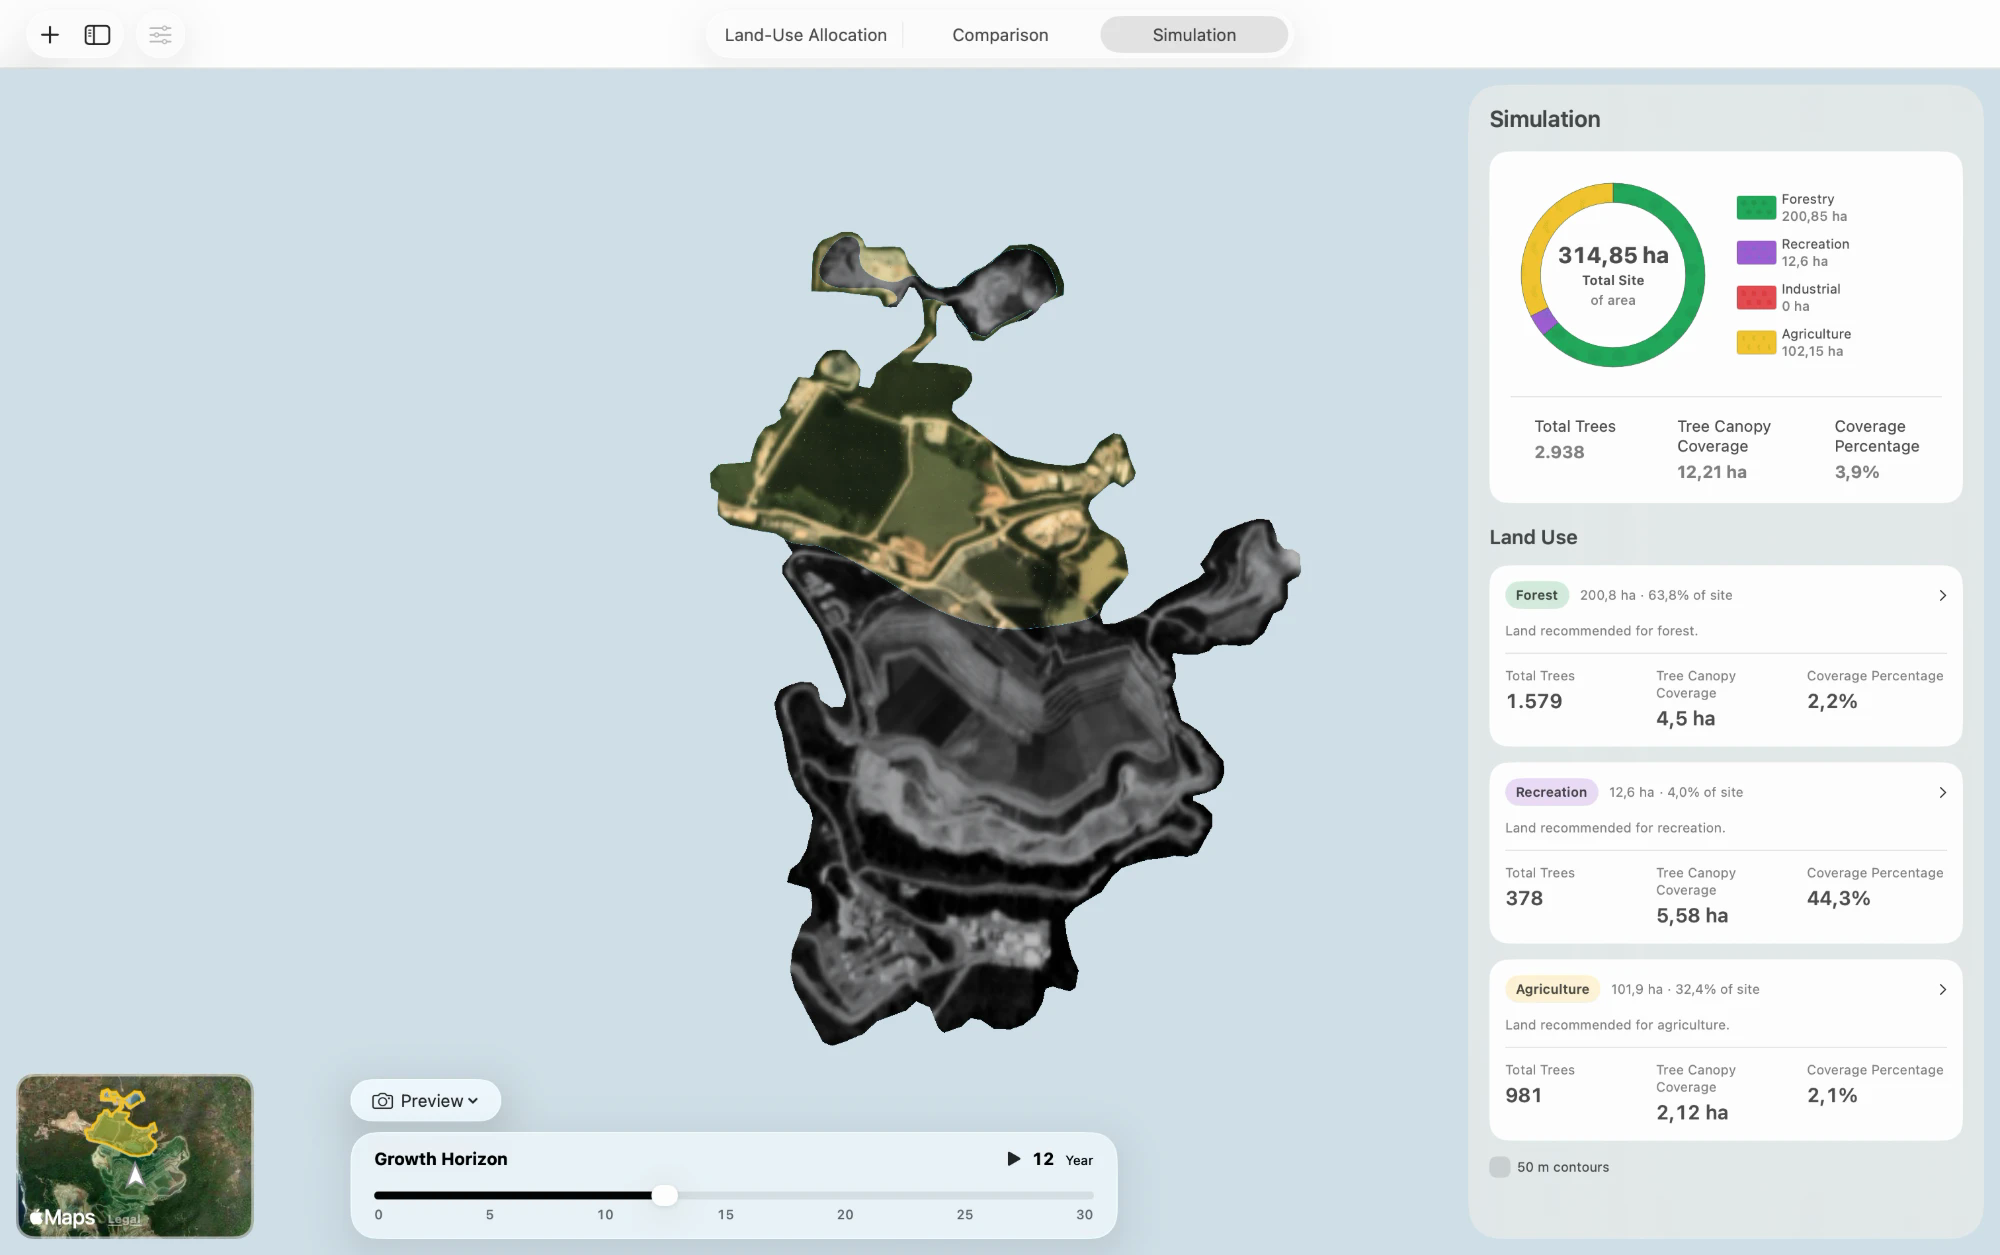 Land-Use Allocation
Comparison
Simulation
Simulation
314,85 ha
Total Site
of area
Forestry
200,85 ha
Recreation
12,6 ha
Industrial
0 ha
Agriculture
102,15 ha
Total Trees
2.938
Tree Canopy
Coverage
12,21 ha
Coverage
Percentage
3,9%
Land Use
Forest 200,8 ha · 63,8% of site
Land recommended for forest.
Total Trees
1.579
Tree Canopy
Coverage
4,5 ha
Coverage Percentage
2,2%
Recreation 12,6 ha · 4,0% of site
Land recommended for recreation.
Total Trees
378
Tree Canopy
Coverage
5,58 ha
Coverage Percentage
44,3%
Agriculture 101,9 ha · 32,4% of site
Land recommended for agriculture.
Total Trees
981
Tree Canopy
Coverage
2,12 ha
Coverage Percentage
2,1%
50 m contours
Preview
Growth Horizon
12 Year
0 5 10 15 20 25 30
Maps Legal